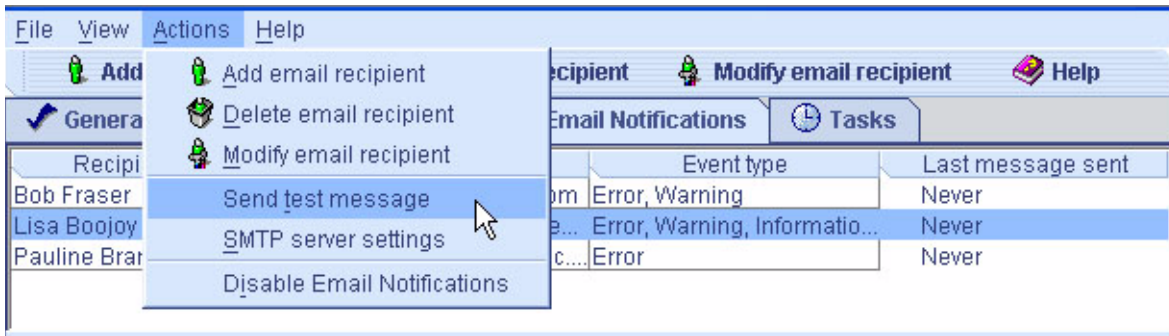 File View Actions Help
Add ecipient Modify email recipient Help
Add email recipient
Delete email recipient
Modify email recipient
Send test message
SMTP server settings
Disable Email Notifications
Genera Email Notifications Tasks
Recipi Event type Last message sent
Bob Fraser om Error, Warning Never
Lisa Boojoy e... Error, Warning, Informatio... Never
Pauline Bran c.... Error Never